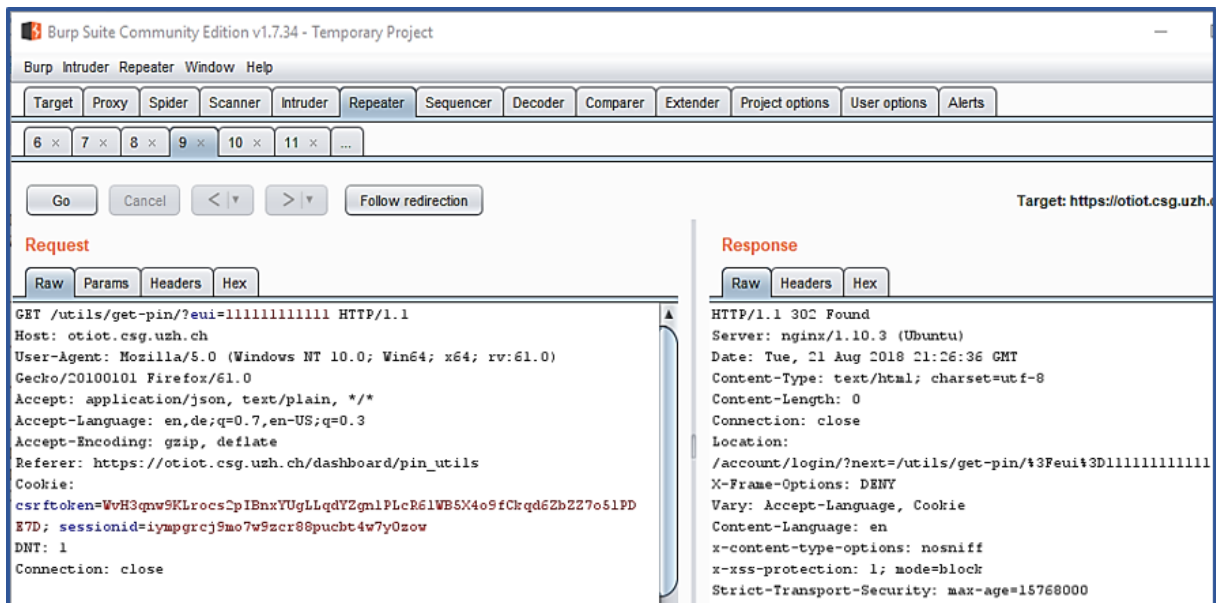 Burp Suite Community Edition v1.7.34 - Temporary Project
Burp Intruder Repeater Window Help
Target Proxy Spider Scanner Intruder Repeater Sequencer Decoder Comparer Extender Project options User options Alerts
6 × 7 × 8 × 9 × 10 × 11 × ...
Go Cancel < > Follow redirection Target: https://otiot.csg.uzh.
Request
Raw Params Headers Hex
GET /utils/get-pin/?eui=111111111111 HTTP/1.1
Host: otiot.csg.uzh.ch
User-Agent: Mozilla/5.0 (Windows NT 10.0; Win64; x64; rv:61.0)
Gecko/20100101 Firefox/61.0
Accept: application/json, text/plain, */*
Accept-Language: en,de;q=0.7,en-US;q=0.3
Accept-Encoding: gzip, deflate
Referer: https://otiot.csg.uzh.ch/dashboard/pin_utils
Cookie:
csrftoken=WvH3qnw9KLrocs2pIBnxYUgLLqdYZgm1PLcR61WB5X4o9fCkqd6ZbZZ7o51PD
E7D; sessionid=iympgrcj9mo7w9zcr88pucbt4w7y0zow
DNT: 1
Connection: close
Response
Raw Headers Hex
HTTP/1.1 302 Found
Server: nginx/1.10.3 (Ubuntu)
Date: Tue, 21 Aug 2018 21:26:36 GMT
Content-Type: text/html; charset=utf-8
Content-Length: 0
Connection: close
Location:
/account/login/?next=/utils/get-pin/%3Feui%3D111111111111
X-Frame-Options: DENY
Vary: Accept-Language, Cookie
Content-Language: en
x-content-type-options: nosniff
x-xss-protection: 1; mode=block
Strict-Transport-Security: max-age=15768000